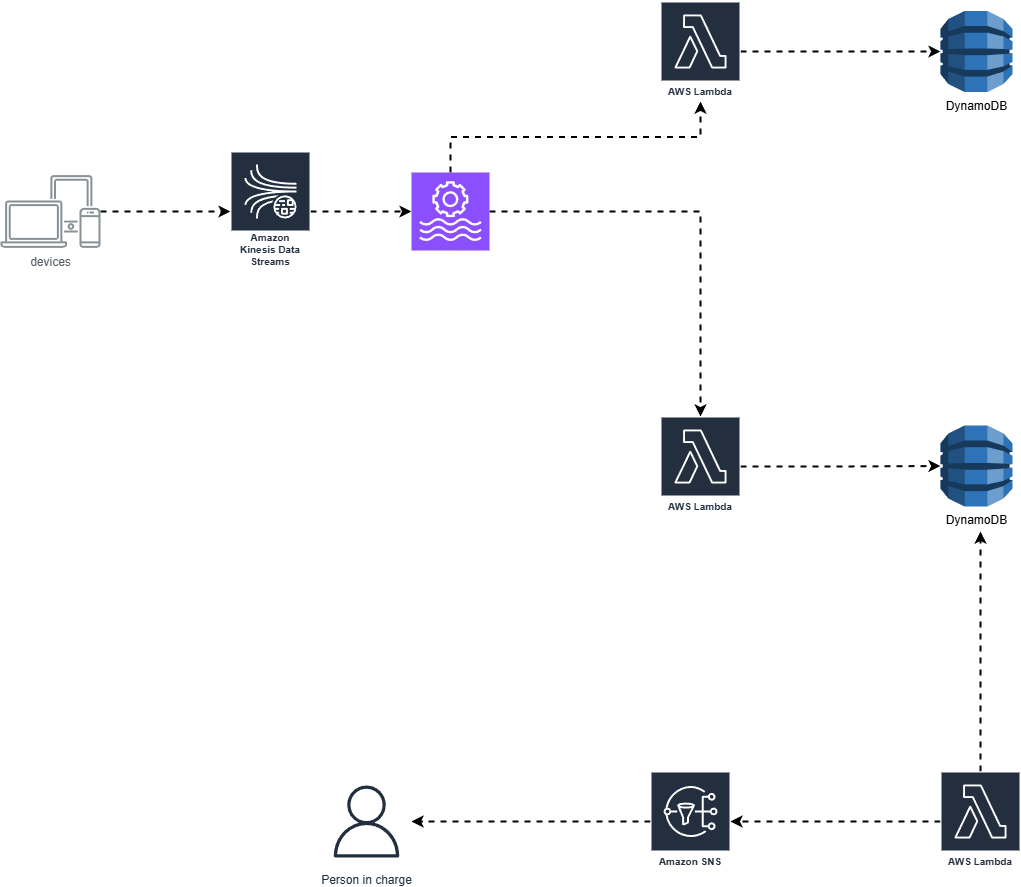 AWS Lambda
DynamoDB
devices
Amazon
Kinesis Data
Streams
AWS Lambda
DynamoDB
Person in charge
Amazon SNS
AWS Lambda